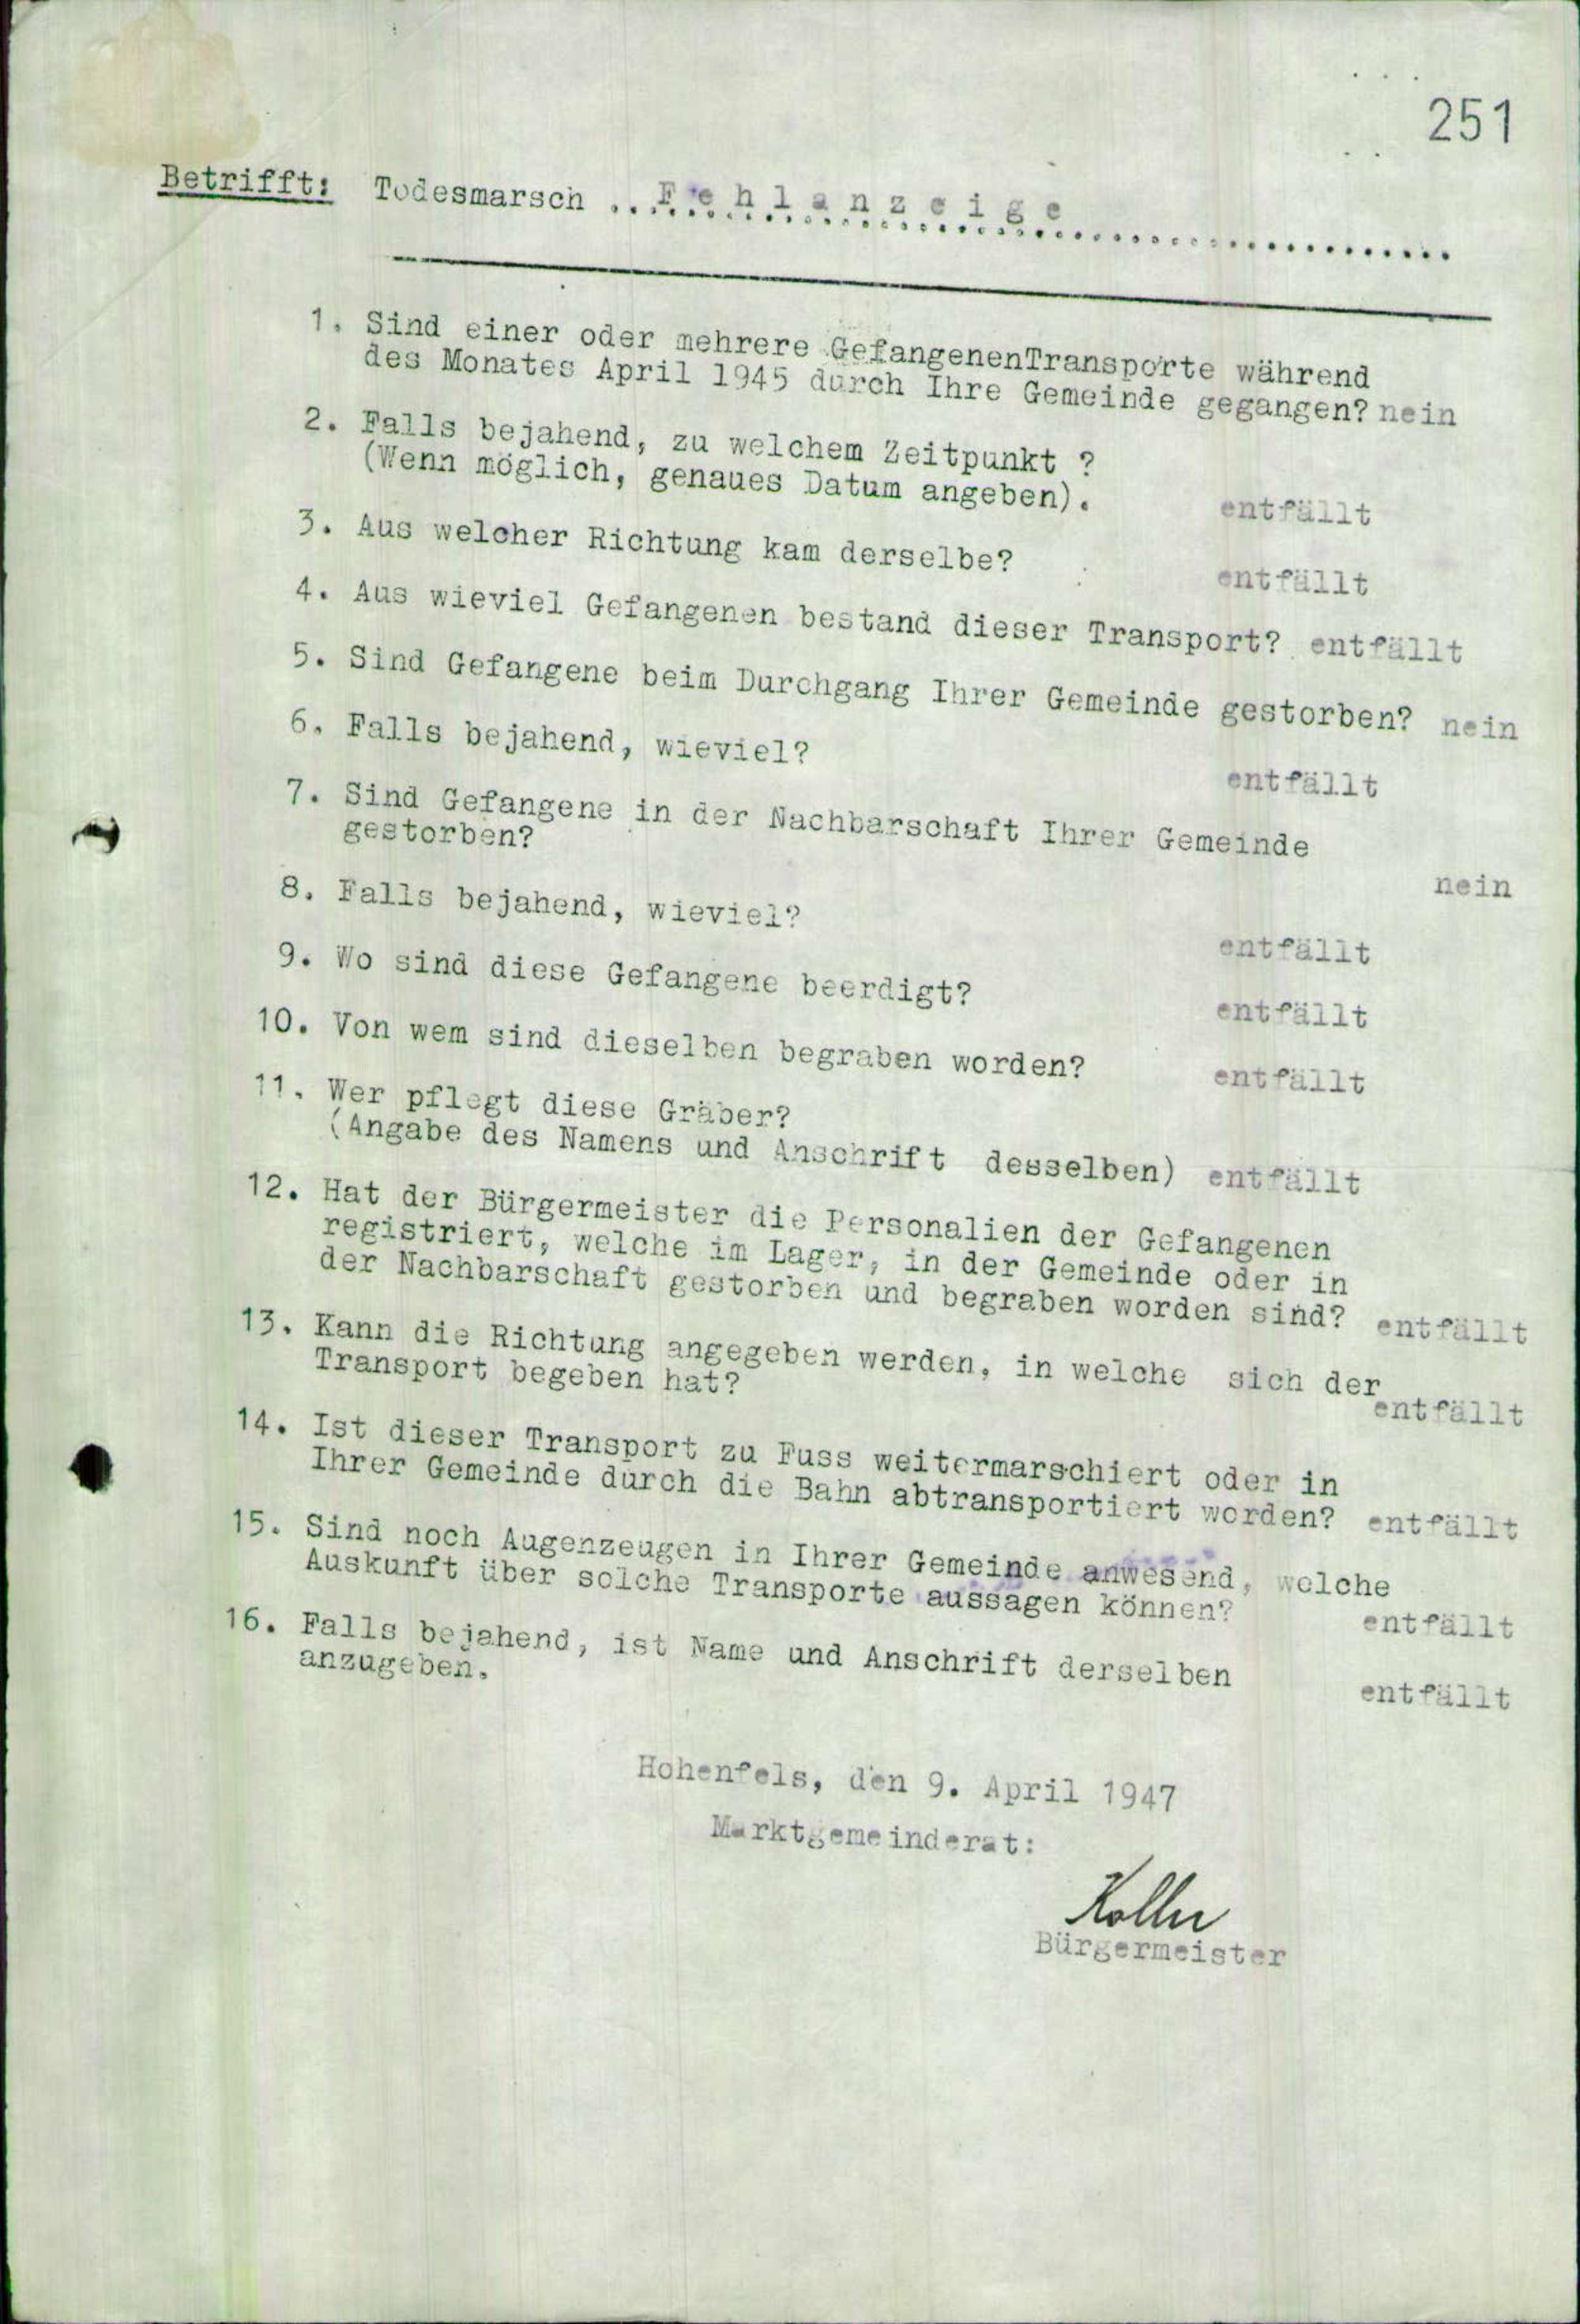 251
Betrifft: Todesmarsch ..F e h l a n z e i g e......................
1. Sind einer oder mehrere GefangenenTransporte während
des Monates April 1945 durch Ihre Gemeinde gegangen? nein
2. Falls bejahend, zu welchem Zeitpunkt ?
(Wenn möglich, genaues Datum angeben).
entfällt
3. Aus welcher Richtung kam derselbe?
entfällt
4. Aus wieviel Gefangenen bestand dieser Transport? entfällt
5. Sind Gefangene beim Durchgang Ihrer Gemeinde gestorben? nein
6. Falls bejahend, wieviel?
entfällt
7. Sind Gefangene in der Nachbarschaft Ihrer Gemeinde
gestorben?
nein
8. Falls bejahend, wieviel?
entfällt
9. Wo sind diese Gefangene beerdigt?
entfällt
10. Von wem sind dieselben begraben worden?
entfällt
11. Wer pflegt diese Gräber?
(Angabe des Namens und Anschrift desselben) entfällt
12. Hat der Bürgermeister die Personalien der Gefangenen
registriert, welche im Lager, in der Gemeinde oder in
der Nachbarschaft gestorben und begraben worden sind? entfällt
13. Kann die Richtung angegeben werden, in welche sich der
Transport begeben hat?
entfällt
14. Ist dieser Transport zu Fuss weitermarschiert oder in
Ihrer Gemeinde durch die Bahn abtransportiert worden? entfällt
15. Sind noch Augenzeugen in Ihrer Gemeinde anwesend, welche
Auskunft über solche Transporte aussagen können?
entfällt
16. Falls bejahend, ist Name und Anschrift derselben
anzugeben.
entfällt
Hohenfels, den 9. April 1947
Marktgemeinderat:
Koller
Bürgermeister